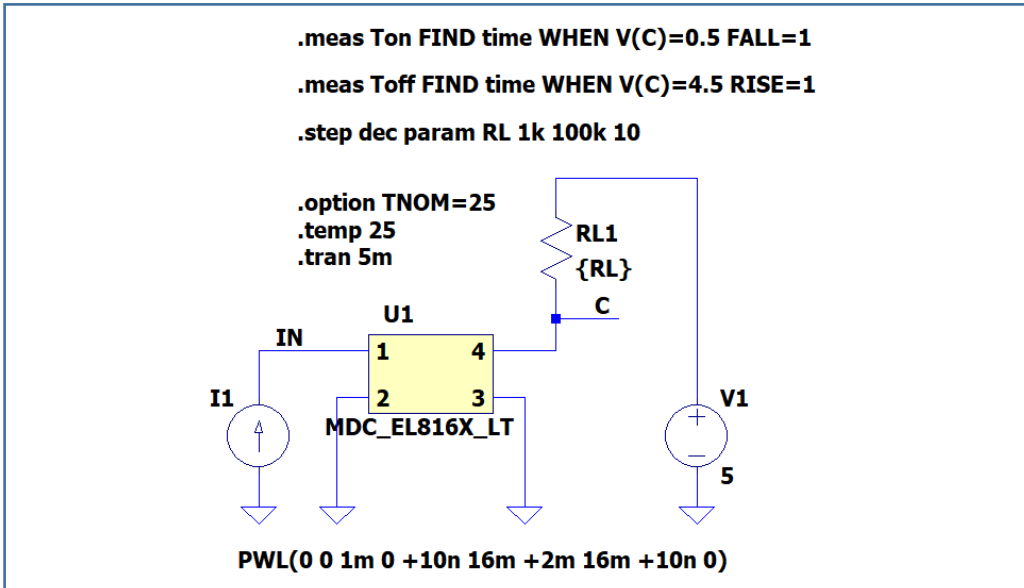 .meas Ton FIND time WHEN V(C)=0.5 FALL=1
.meas Toff FIND time WHEN V(C)=4.5 RISE=1
.step dec param RL 1k 100k 10
.option TNOM=25
.temp 25
.tran 5m
RL1
{RL}
C
U1
IN
1
4
2
3
I1
MDC_EL816X_LT
V1
5
PWL(0 0 1m 0 +10n 16m +2m 16m +10n 0)